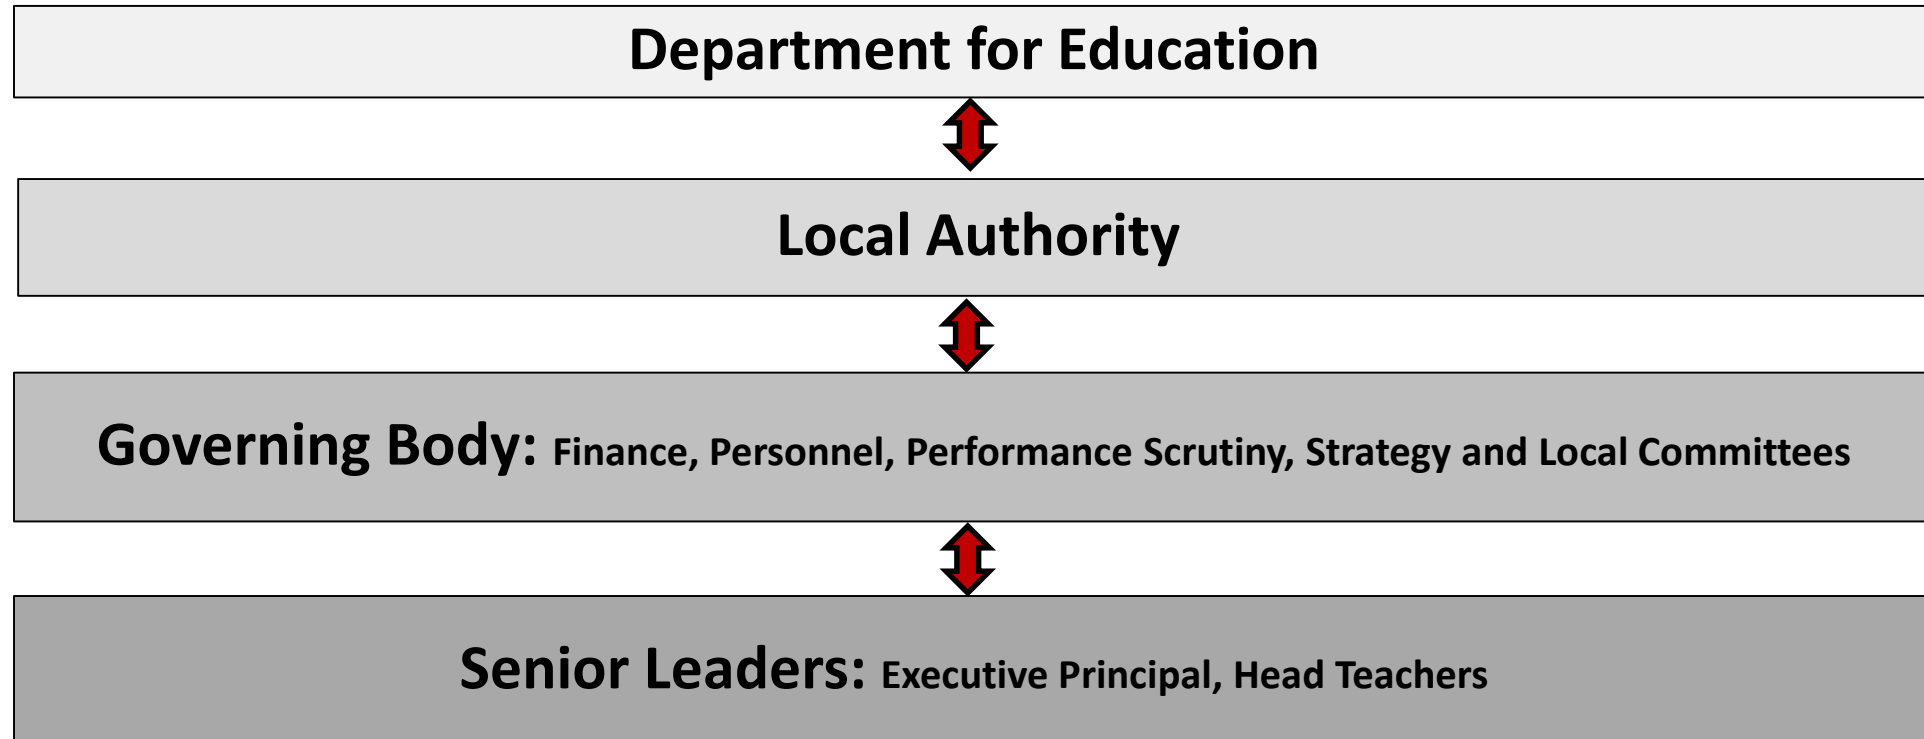 Department for Education
Local Authority
Governing Body: Finance, Personnel, Performance Scrutiny, Strategy and Local Committees
Senior Leaders: Executive Principal, Head Teachers